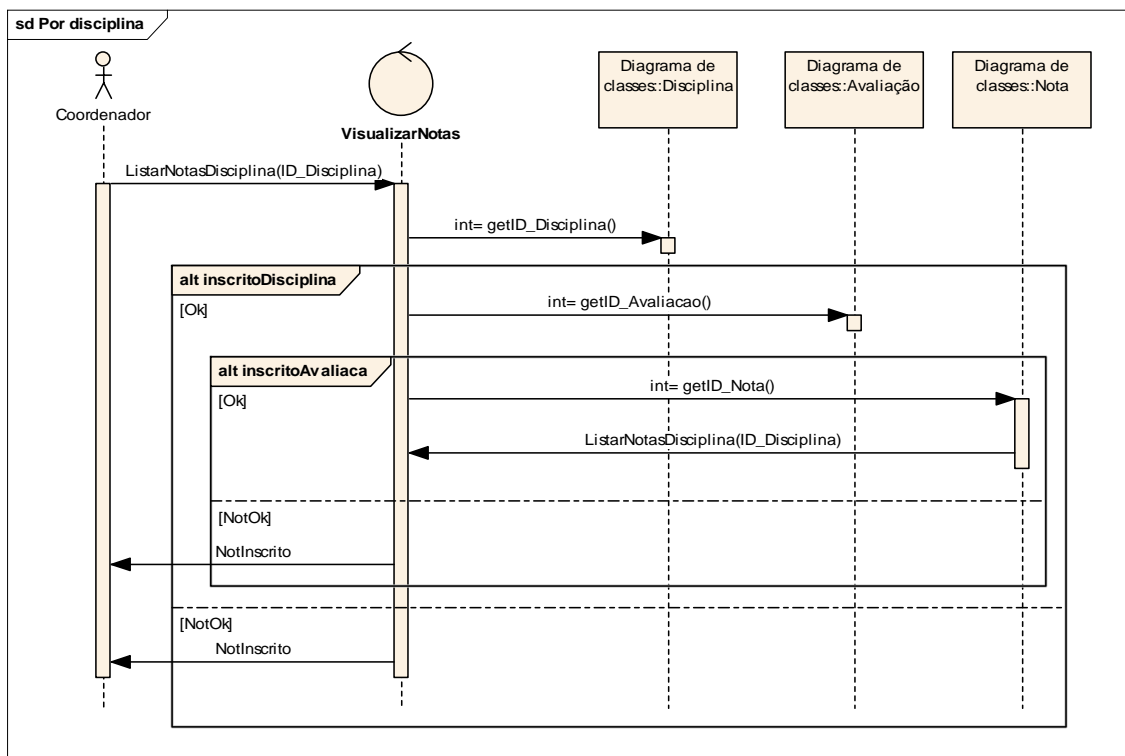 sd Por disciplina
Coordenador
VisualizarNotas
Diagrama de
classes::Disciplina
Diagrama de
classes::Avaliação
Diagrama de
classes::Nota
ListarNotasDisciplina(ID_Disciplina)
int= getID_Disciplina()
alt inscritoDisciplina
[Ok]
int= getID_Avaliacao()
alt inscritoAvaliaca
[Ok]
int= getID_Nota()
ListarNotasDisciplina(ID_Disciplina)
[NotOk]
NotInscrito
[NotOk]
NotInscrito